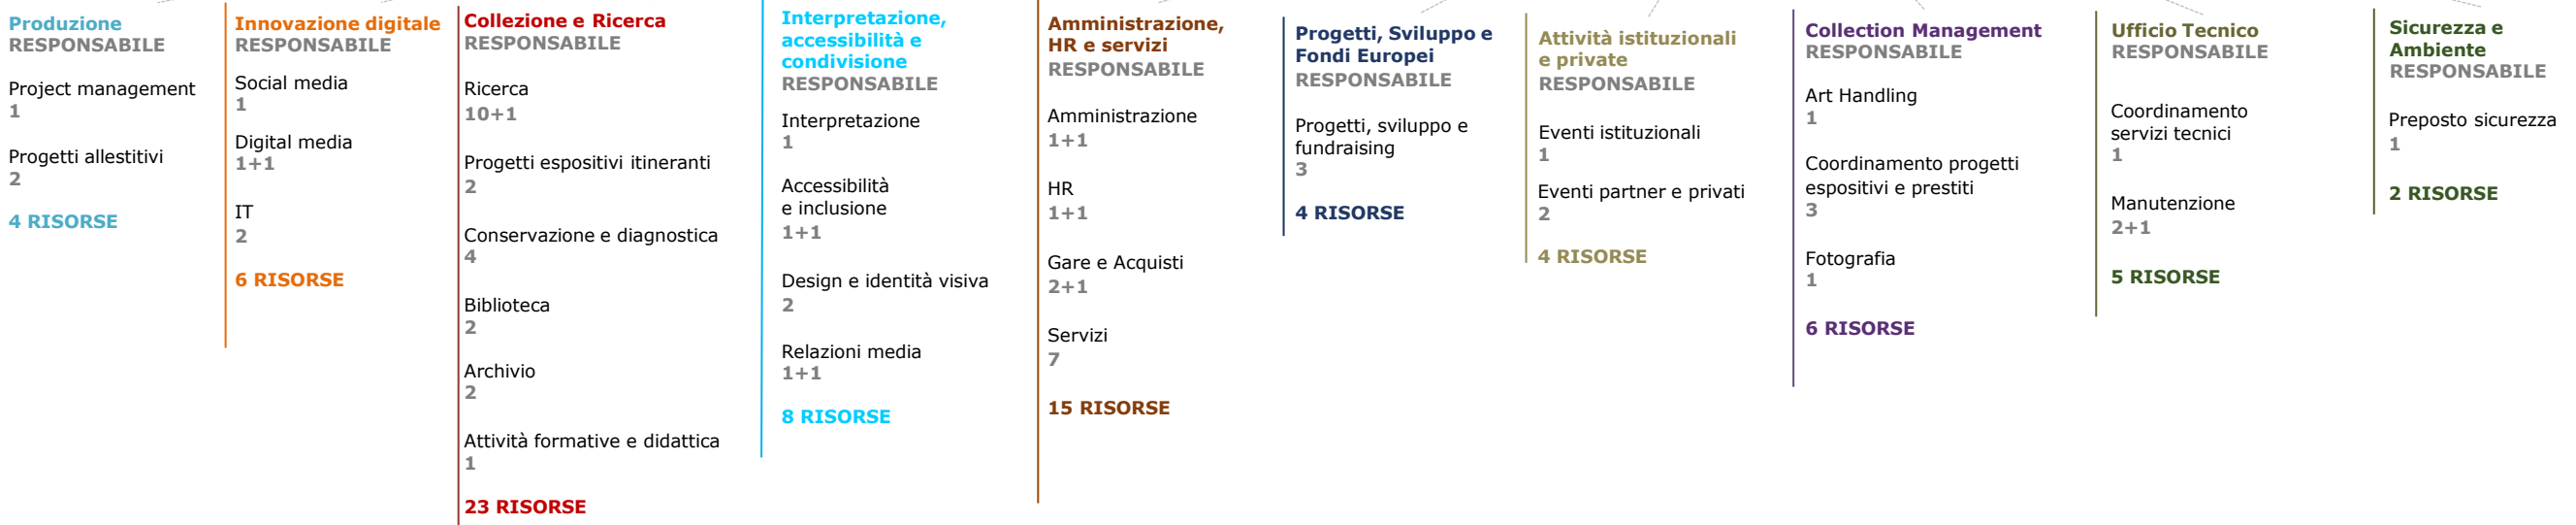 Produzione
RESPONSABILE
Project management
1
Progetti allestitivi
2
4 RISORSE
Innovazione digitale
RESPONSABILE
Social media
1
Digital media
1+1
IT
2
6 RISORSE
Collezione e Ricerca
RESPONSABILE
Ricerca
10+1
Progetti espositivi itineranti
2
Conservazione e diagnostica
4
Biblioteca
2
Archivio
2
Attività formative e didattica
1
23 RISORSE
Interpretazione,
accessibilità e
condivisione
RESPONSABILE
Interpretazione
1
Accessibilità
e inclusione
1+1
Design e identità visiva
2
Relazioni media
1+1
8 RISORSE
Amministrazione,
HR e servizi
RESPONSABILE
Amministrazione
1+1
HR
1+1
Gare e Acquisti
2+1
Servizi
7
15 RISORSE
Progetti, Sviluppo e
Fondi Europei
RESPONSABILE
Progetti, sviluppo e
fundraising
3
4 RISORSE
Attività istituzionali
e private
RESPONSABILE
Eventi istituzionali
1
Eventi partner e privati
2
4 RISORSE
Collection Management
RESPONSABILE
Art Handling
1
Coordinamento progetti
espositivi e prestiti
3
Fotografia
1
6 RISORSE
Ufficio Tecnico
RESPONSABILE
Coordinamento
servizi tecnici
1
Manutenzione
2+1
5 RISORSE
Sicurezza e
Ambiente
RESPONSABILE
Preposto sicurezza
1
2 RISORSE